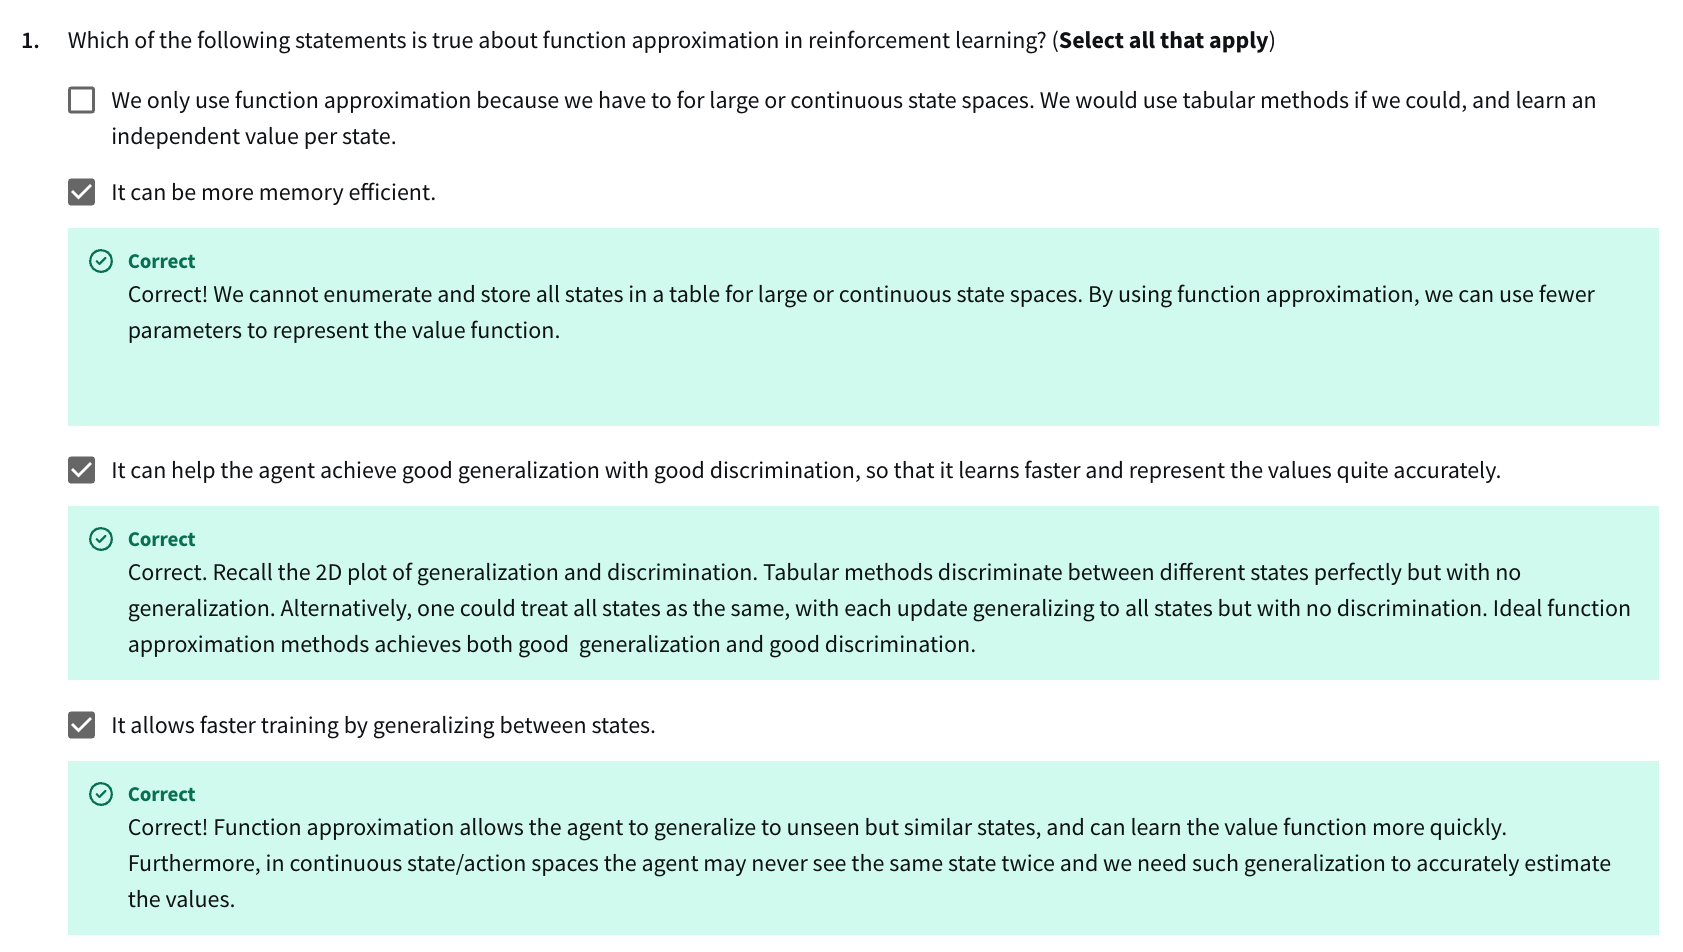 1. Which of the following statements is true about function approximation in reinforcement learning? (Select all that apply)
We only use function approximation because we have to for large or continuous state spaces. We would use tabular methods if we could, and learn an
independent value per state.
It can be more memory efficient.
Correct
Correct! We cannot enumerate and store all states in a table for large or continuous state spaces. By using function approximation, we can use fewer
parameters to represent the value function.
It can help the agent achieve good generalization with good discrimination, so that it learns faster and represent the values quite accurately.
Correct
Correct. Recall the 2D plot of generalization and discrimination. Tabular methods discriminate between different states perfectly but with no
generalization. Alternatively, one could treat all states as the same, with each update generalizing to all states but with no discrimination. Ideal function
approximation methods achieves both good  generalization and good discrimination.
It allows faster training by generalizing between states.
Correct
Correct! Function approximation allows the agent to generalize to unseen but similar states, and can learn the value function more quickly.
Furthermore, in continuous state/action spaces the agent may never see the same state twice and we need such generalization to accurately estimate
the values.